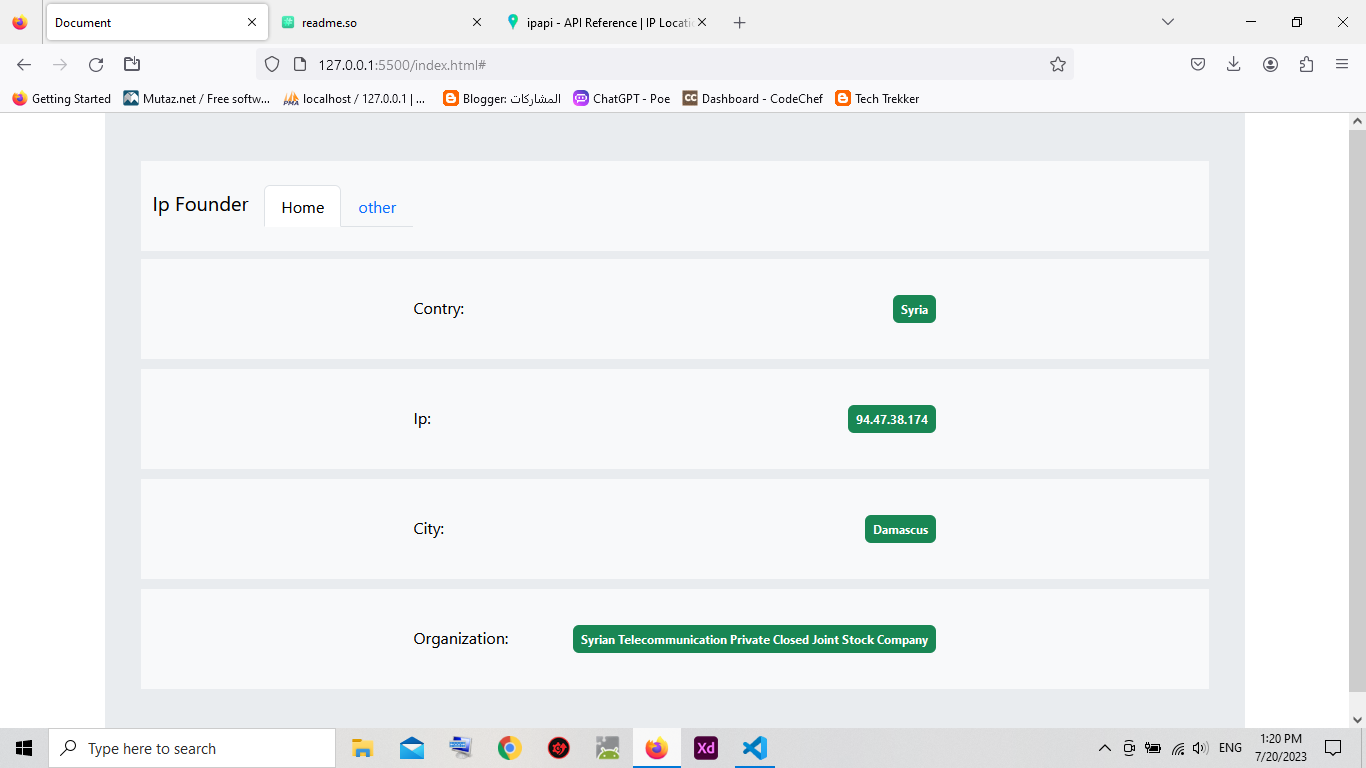 Document
readme.so
ipapi - API Reference | IP Locatio
127.0.0.1:5500/index.html#
Getting Started
Mutaz.net / Free softw...
localhost / 127.0.0.1 | ...
Blogger: المشاركات
ChatGPT - Poe
CC
Dashboard - CodeChef
Tech Trekker
Ip Founder
Home
other
Contry:
Syria
Ip:
94.47.38.174
City:
Damascus
Organization:
Syrian Telecommunication Private Closed Joint Stock Company
Type here to search
Xd
ENG
1:20 PM
7/20/2023